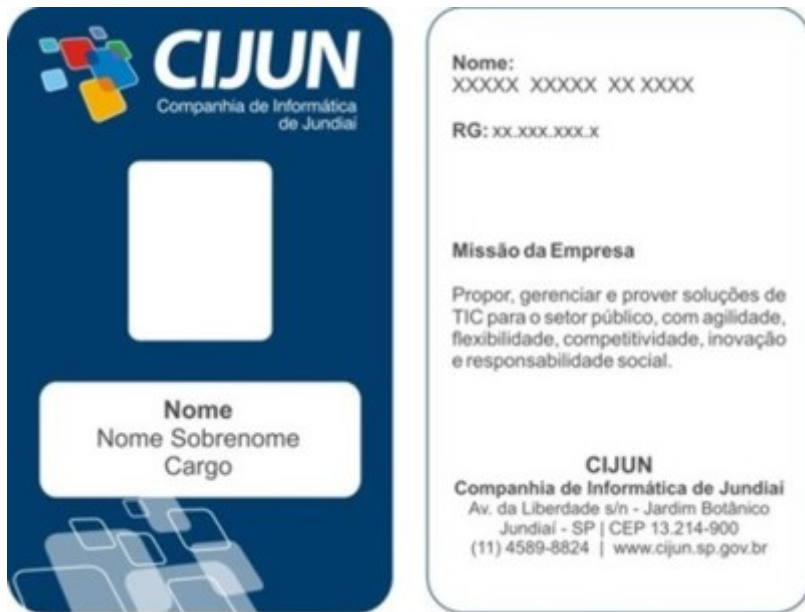 CIJUN
Companhia de Informática
de Jundiaí
Nome
Nome Sobrenome
Cargo
Nome:
XXXXX XXXXX XX XXXX
RG: xx.xxx.xxx.x
Missão da Empresa
Propor, gerenciar e prover soluções de
TIC para o setor público, com agilidade,
flexibilidade, competitividade, inovação
e responsabilidade social.
CIJUN
Companhia de Informática de Jundiaí
Av. da Liberdade s/n - Jardim Botânico
Jundiaí - SP | CEP 13.214-900
(11) 4589-8824 | www.cijun.sp.gov.br